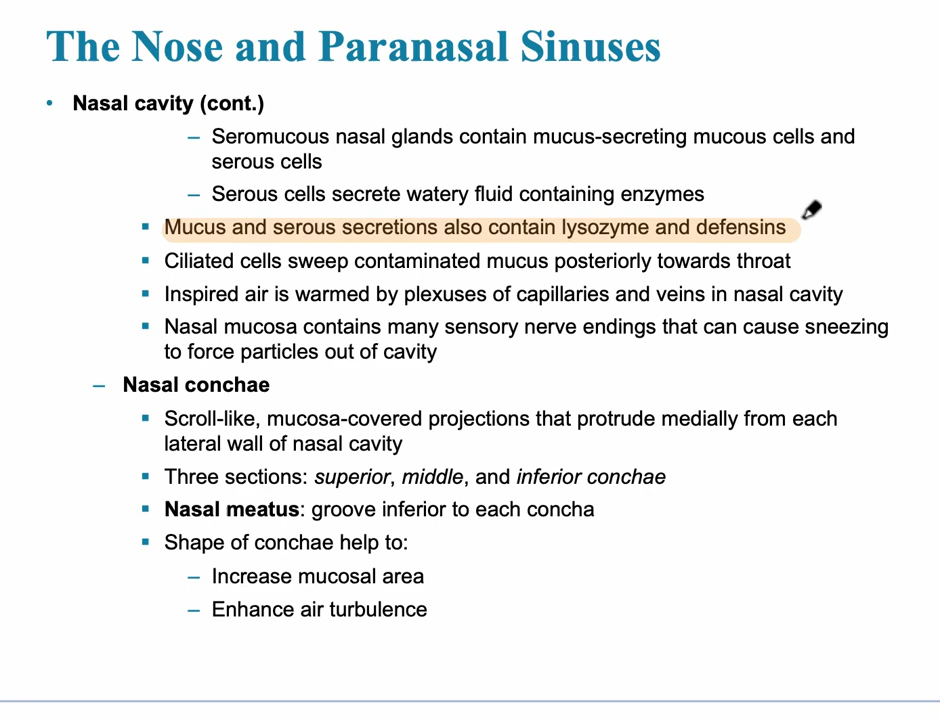 The Nose and Paranasal Sinuses
• Nasal cavity (cont.)
– Seromucous nasal glands contain mucus-secreting mucous cells and
serous cells
– Serous cells secrete watery fluid containing enzymes
▪ Mucus and serous secretions also contain lysozyme and defensins
▪ Ciliated cells sweep contaminated mucus posteriorly towards throat
▪ Inspired air is warmed by plexuses of capillaries and veins in nasal cavity
▪ Nasal mucosa contains many sensory nerve endings that can cause sneezing
to force particles out of cavity
– Nasal conchae
▪ Scroll-like, mucosa-covered projections that protrude medially from each
lateral wall of nasal cavity
▪ Three sections: superior, middle, and inferior conchae
▪ Nasal meatus: groove inferior to each concha
▪ Shape of conchae help to:
– Increase mucosal area
– Enhance air turbulence